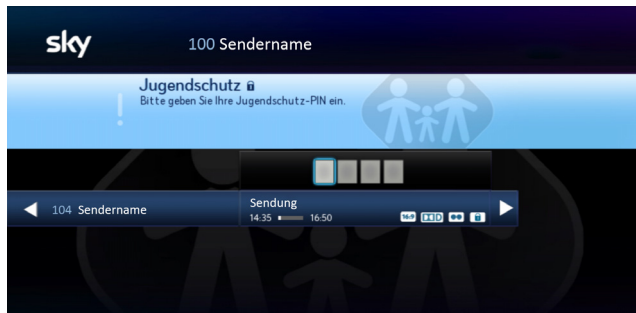 sky
100 Sendername
Jugendschutz
Bitte geben Sie Ihre Jugendschutz-PIN ein.
104 Sendername
Sendung
14:35 16:50
16:9